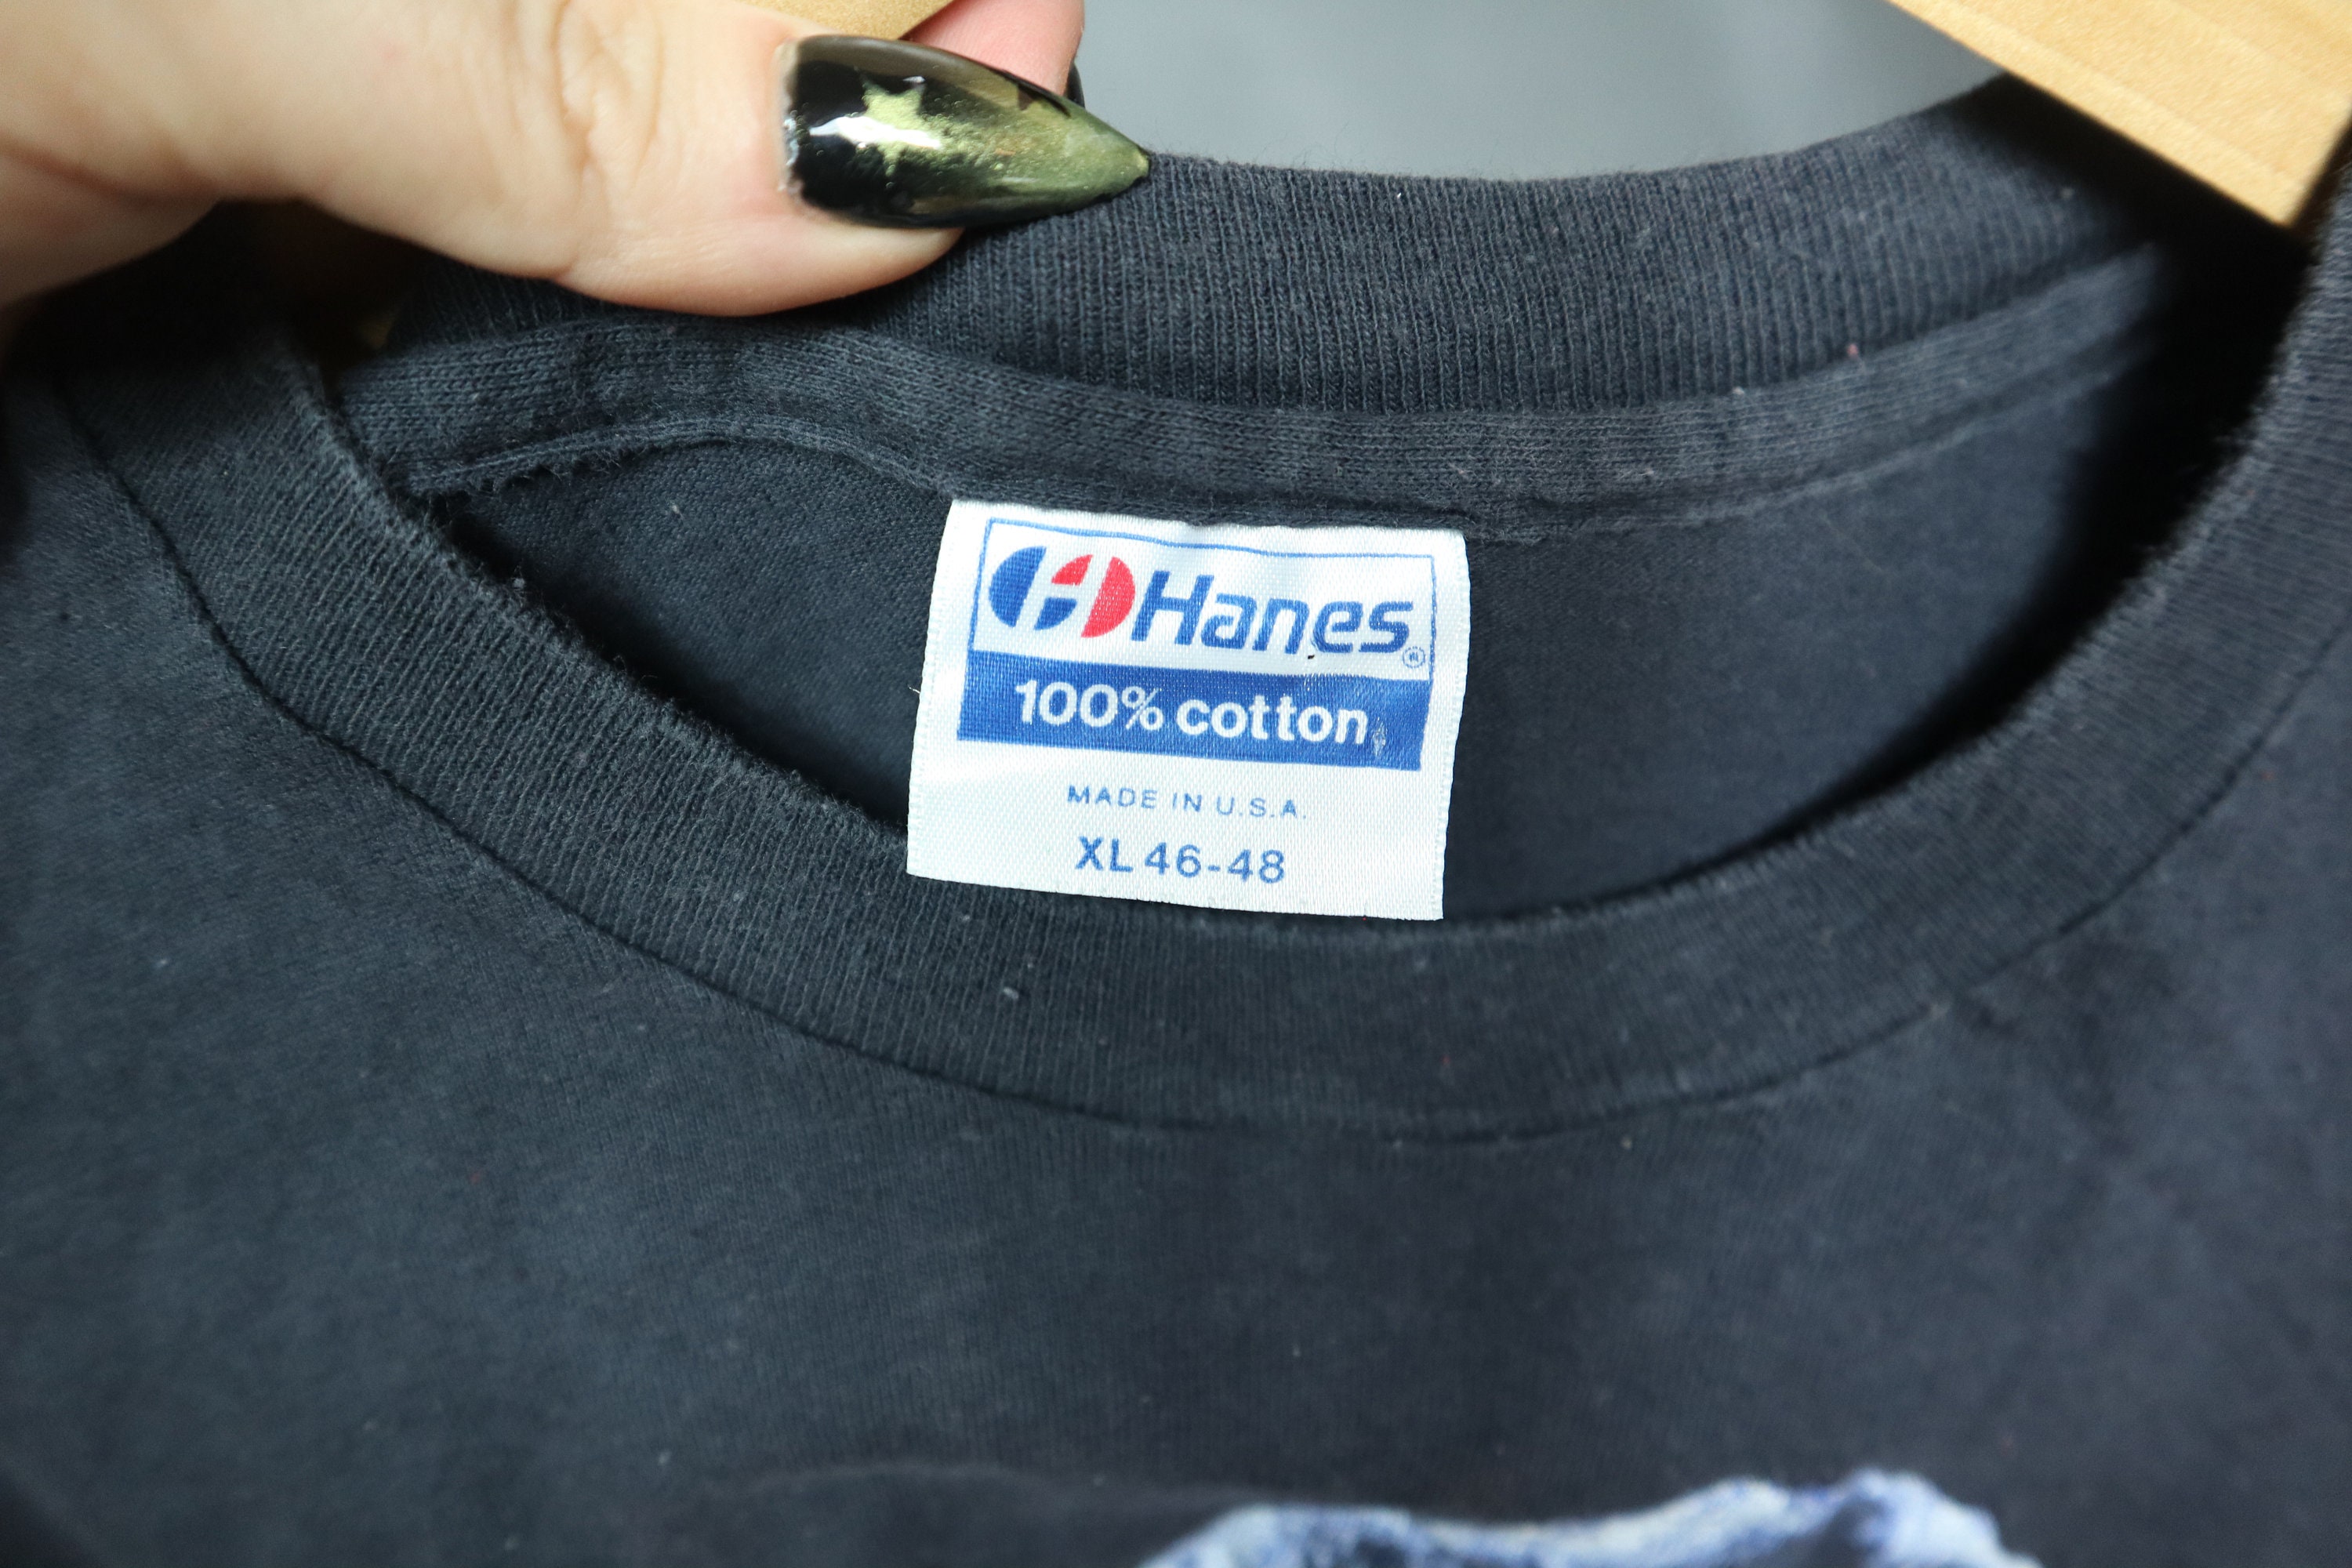 Hanes®
100% cotton
MADE IN U.S.A.
XL 46-48